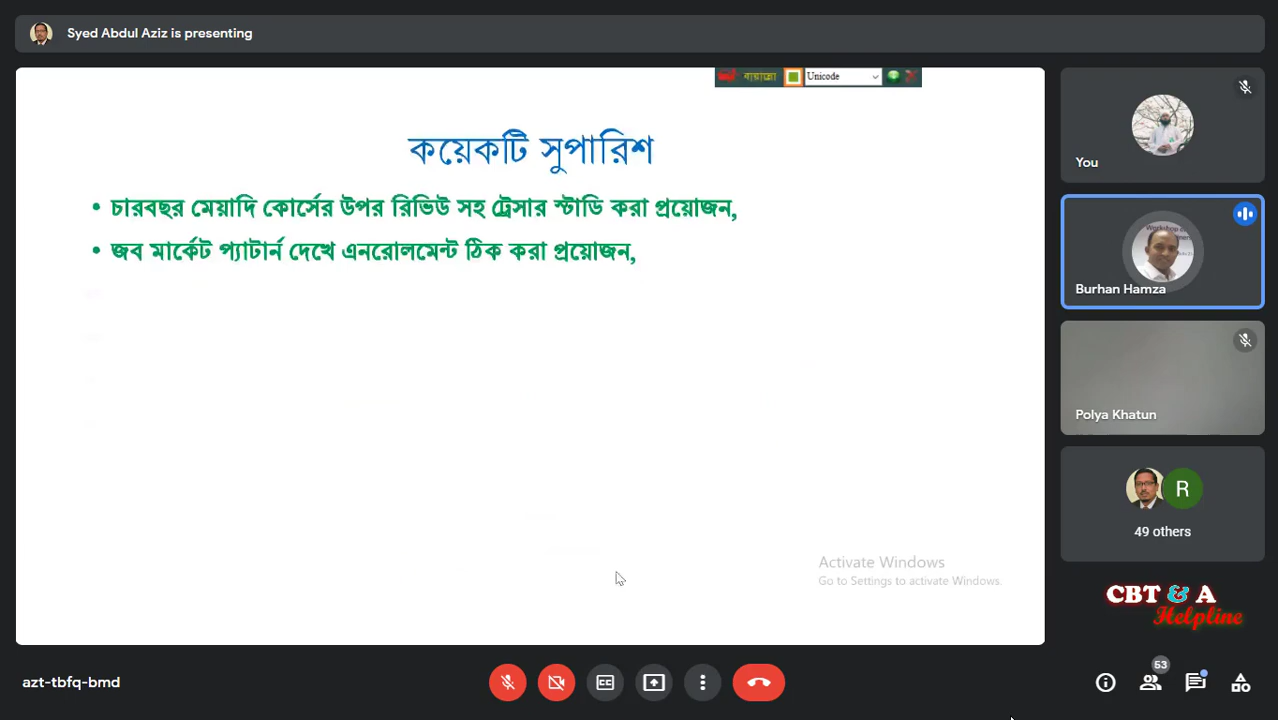 Syed Abdul Aziz is presenting
বায়ান্নো
Unicode
কয়েকটি সুপারিশ
• চারবছর মেয়াদি কোর্সের উপর রিভিউ সহ ট্রেসার স্টাডি করা প্রয়োজন,
• জব মার্কেট প্যাটার্ন দেখে এনরোলমেন্ট ঠিক করা প্রয়োজন,
Activate Windows
Go to Settings to activate Windows.
You
Burhan Hamza
Polya Khatun
R
49 others
CBT & A
Helpline
azt-tbfq-bmd
CC
53